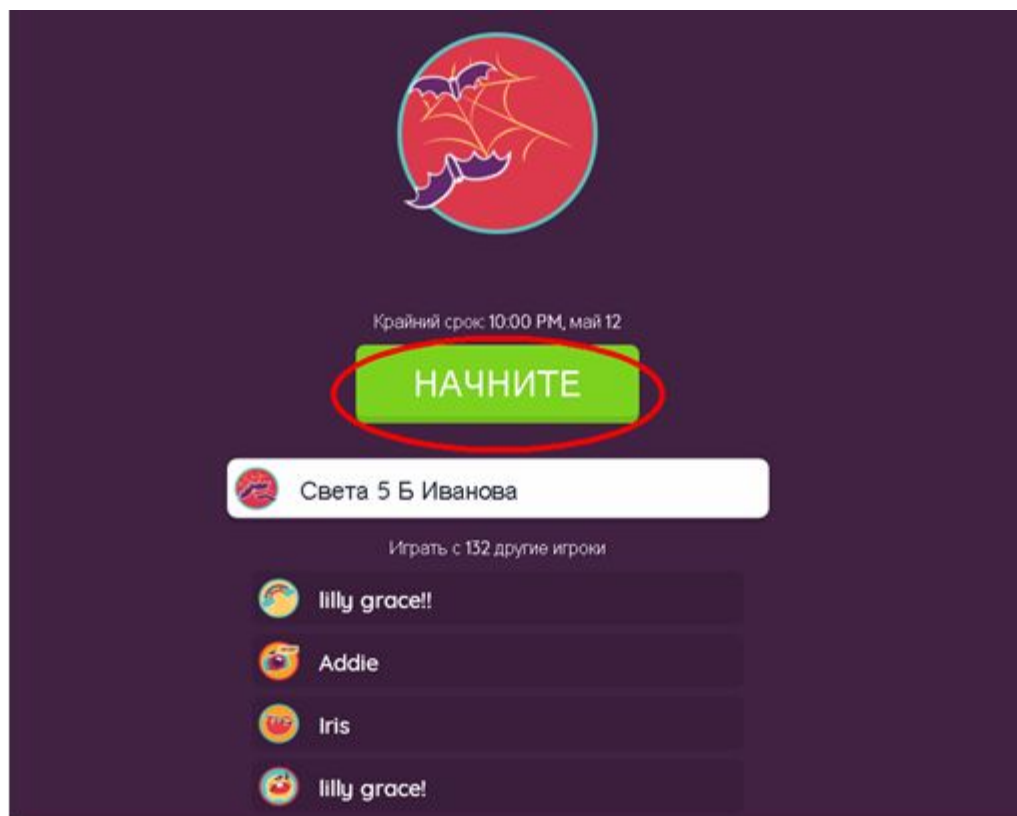 Крайний срок: 10:00 PM, май 12
НАЧНИТЕ
Света 5 Б Иванова
Играть с 132 другие игроки
lilly grace!!
Addie
Iris
lilly grace!